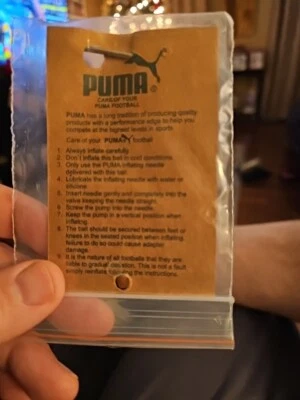 PUMA®
CARE OF YOUR
PUMA FOOTBALL
PUMA has a long tradition of producing quality
products with a performance edge to help you
compete at the highest levels in sports.
Care of your PUMA football
1. Always inflate carefully.
2. Don't inflate this ball in cold conditions.
3. Only use the PUMA inflating needle
delivered with this ball.
4. Lubricate the inflating needle with water or
silicone
5. Insert needle gently and completely into the
valve keeping the needle straight.
6. Screw the pump into the needle.
7. Keep the pump in a vertical position when
inflating.
8. The ball should be secured between feet or
knees in the seated position when inflating,
failure to do so could cause adaptor
damage.
9. It is the nature of all footballs that they are
liable to gradual deflation. This is not a fault,
simply reinflate following the instructions.